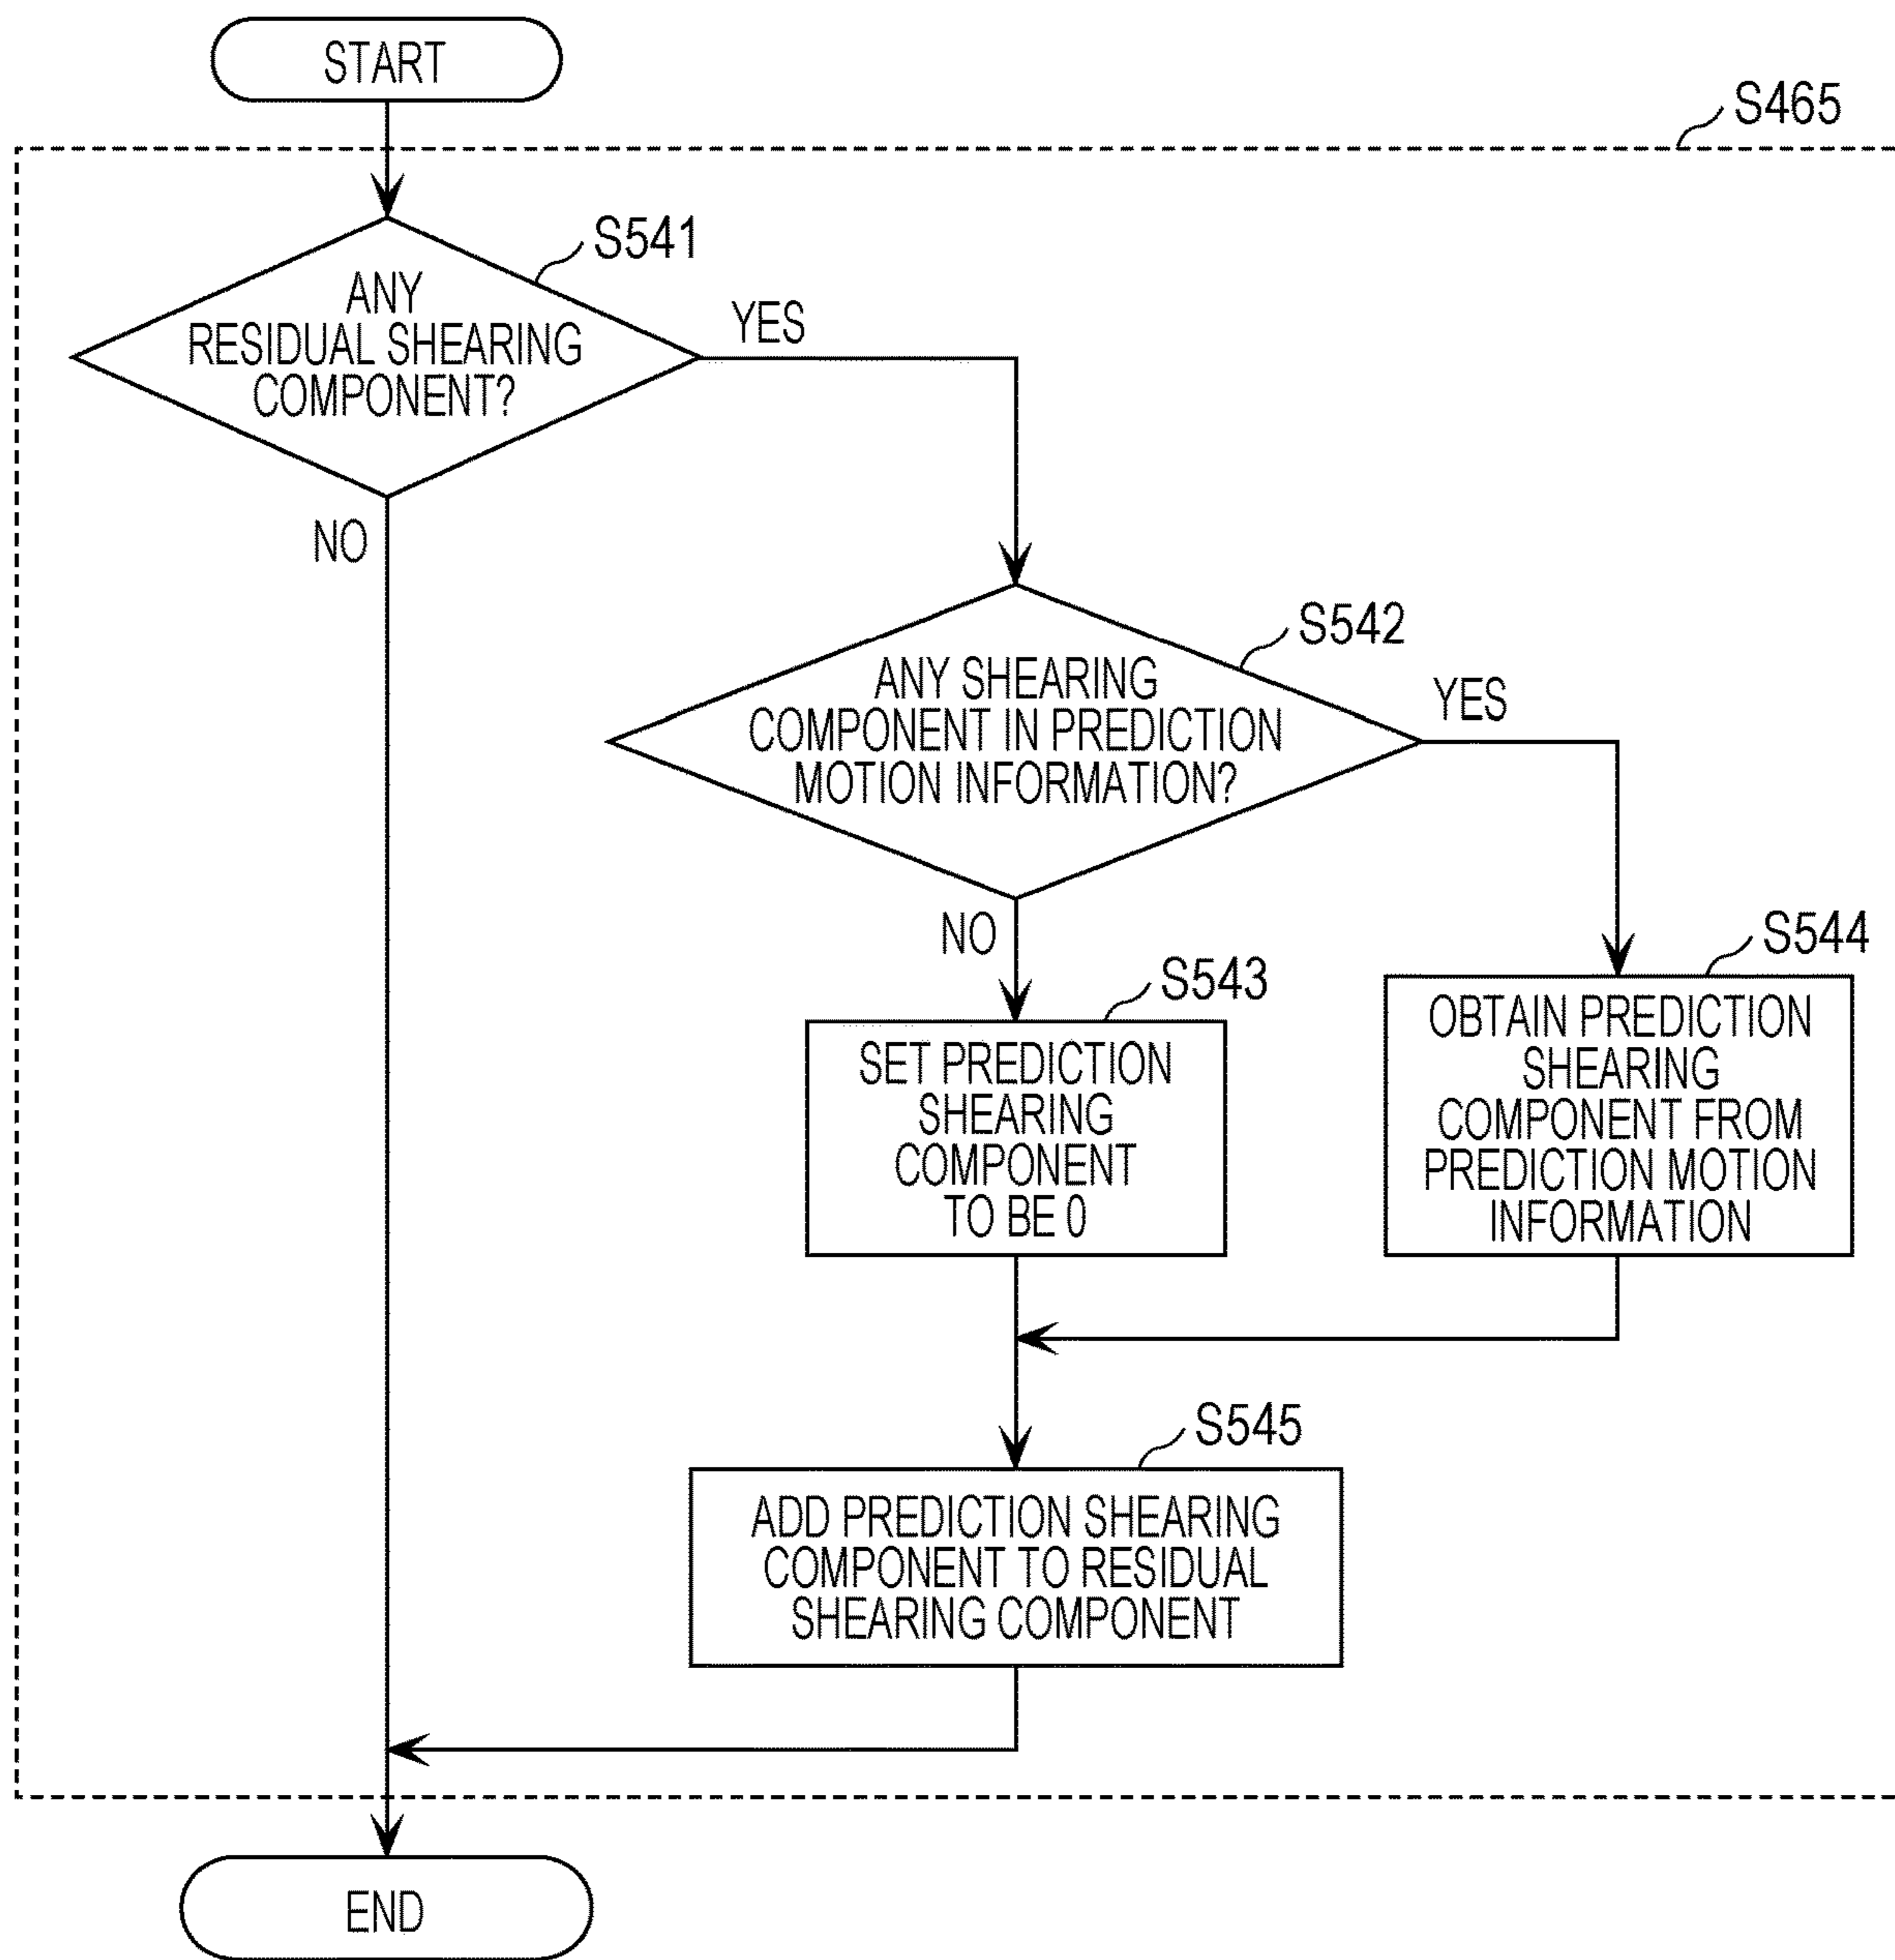 START
S465
S541
ANY
RESIDUAL SHEARING
COMPONENT?
YES
NO
S542
ANY SHEARING
COMPONENT IN PREDICTION
MOTION INFORMATION?
YES
NO
S543
SET PREDICTION
SHEARING
COMPONENT
TO BE 0
S544
OBTAIN PREDICTION
SHEARING
COMPONENT FROM
PREDICTION MOTION
INFORMATION
S545
ADD PREDICTION SHEARING
COMPONENT TO RESIDUAL
SHEARING COMPONENT
END